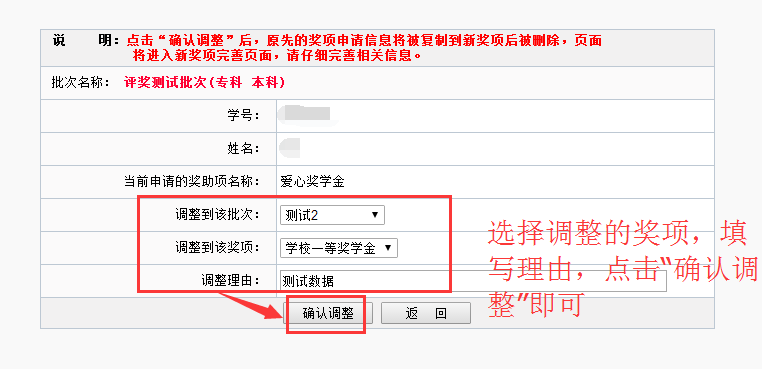 说 明：点击“确认调整”后，原先的奖项申请信息将被复制到新奖项后被删除，页面
将进入新奖项完善页面，请仔细完善相关信息。
批次名称： 评奖测试批次(专科 本科)
学号：
姓名：
当前申请的奖助项名称： 爱心奖学金
调整到该批次： 测试2
调整到该奖项： 学校一等奖学金
调整理由： 测试数据
确认调整 返 回
选择调整的奖项，填
写理由，点击“确认调
整”即可